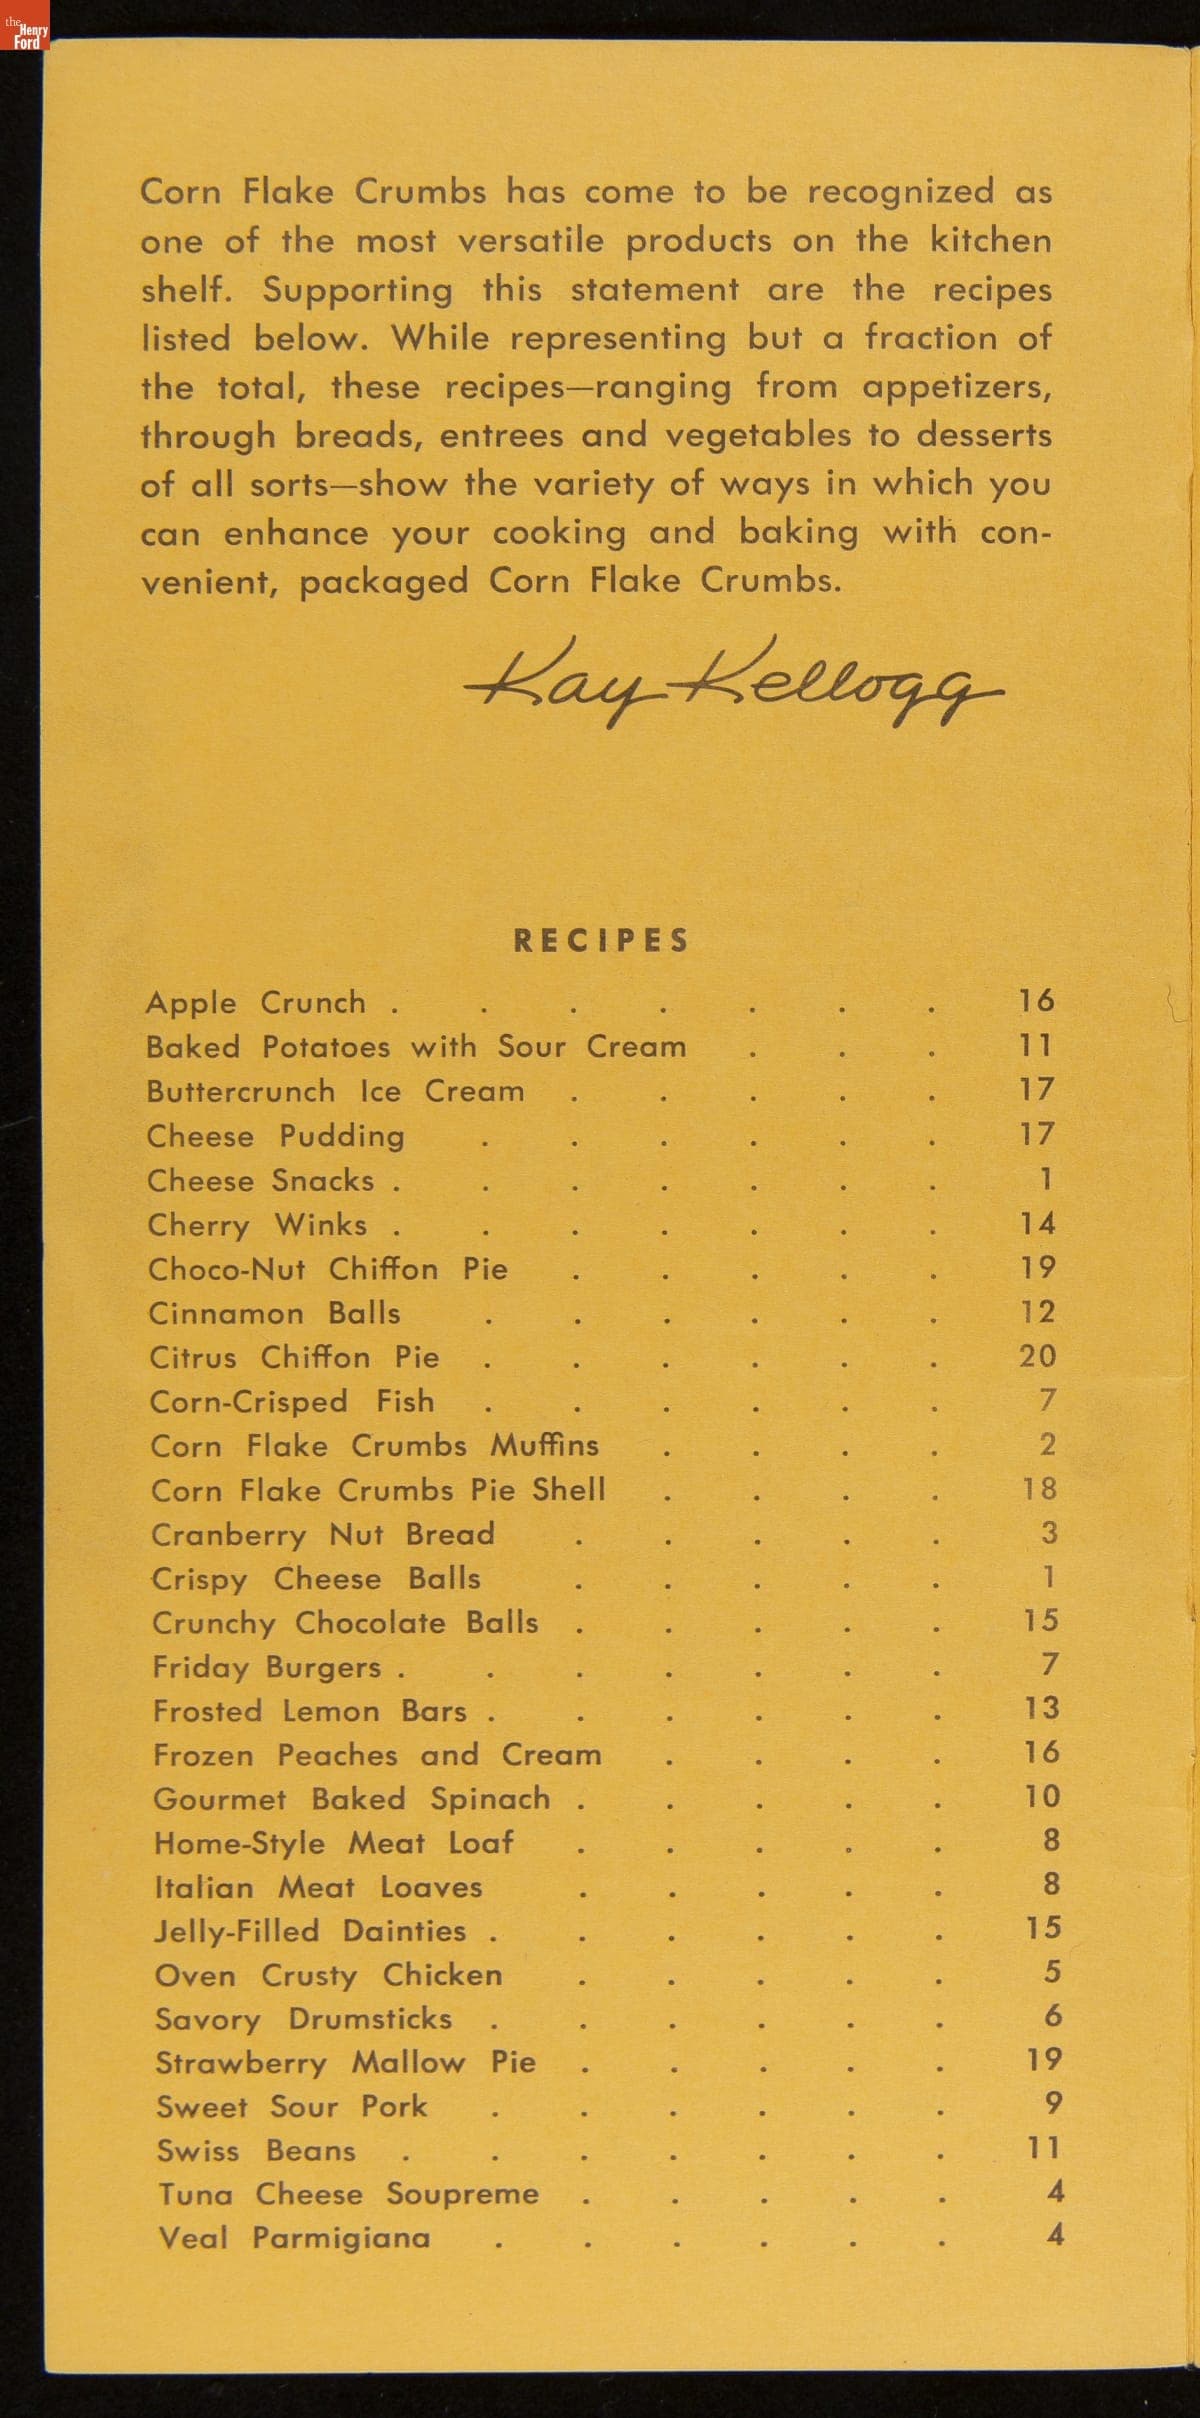 the
Henry
Ford
Corn Flake Crumbs has come to be recognized as
one of the most versatile products on the kitchen
shelf. Supporting this statement are the recipes
listed below. While representing but a fraction of
the total, these recipes—ranging from appetizers,
through breads, entrees and vegetables to desserts
of all sorts—show the variety of ways in which you
can enhance your cooking and baking with con-
venient, packaged Corn Flake Crumbs.
Kay Kellogg
RECIPES
Apple Crunch . . . . . . . 16
Baked Potatoes with Sour Cream . . . 11
Buttercrunch Ice Cream . . . . . 17
Cheese Pudding . . . . . . 17
Cheese Snacks . . . . . . . 1
Cherry Winks . . . . . . . 14
Choco-Nut Chiffon Pie . . . . . 19
Cinnamon Balls . . . . . . 12
Citrus Chiffon Pie . . . . . . 20
Corn-Crisped Fish . . . . . . 7
Corn Flake Crumbs Muffins . . . . 2
Corn Flake Crumbs Pie Shell . . . . 18
Cranberry Nut Bread . . . . . 3
Crispy Cheese Balls . . . . . 1
Crunchy Chocolate Balls . . . . . 15
Friday Burgers . . . . . . . 7
Frosted Lemon Bars . . . . . . 13
Frozen Peaches and Cream . . . . 16
Gourmet Baked Spinach . . . . . 10
Home-Style Meat Loaf . . . . . 8
Italian Meat Loaves . . . . . 8
Jelly-Filled Dainties . . . . . . 15
Oven Crusty Chicken . . . . . 5
Savory Drumsticks . . . . . . 6
Strawberry Mallow Pie . . . . . 19
Sweet Sour Pork . . . . . . 9
Swiss Beans . . . . . . . 11
Tuna Cheese Soupreme . . . . . 4
Veal Parmigiana . . . . . . 4